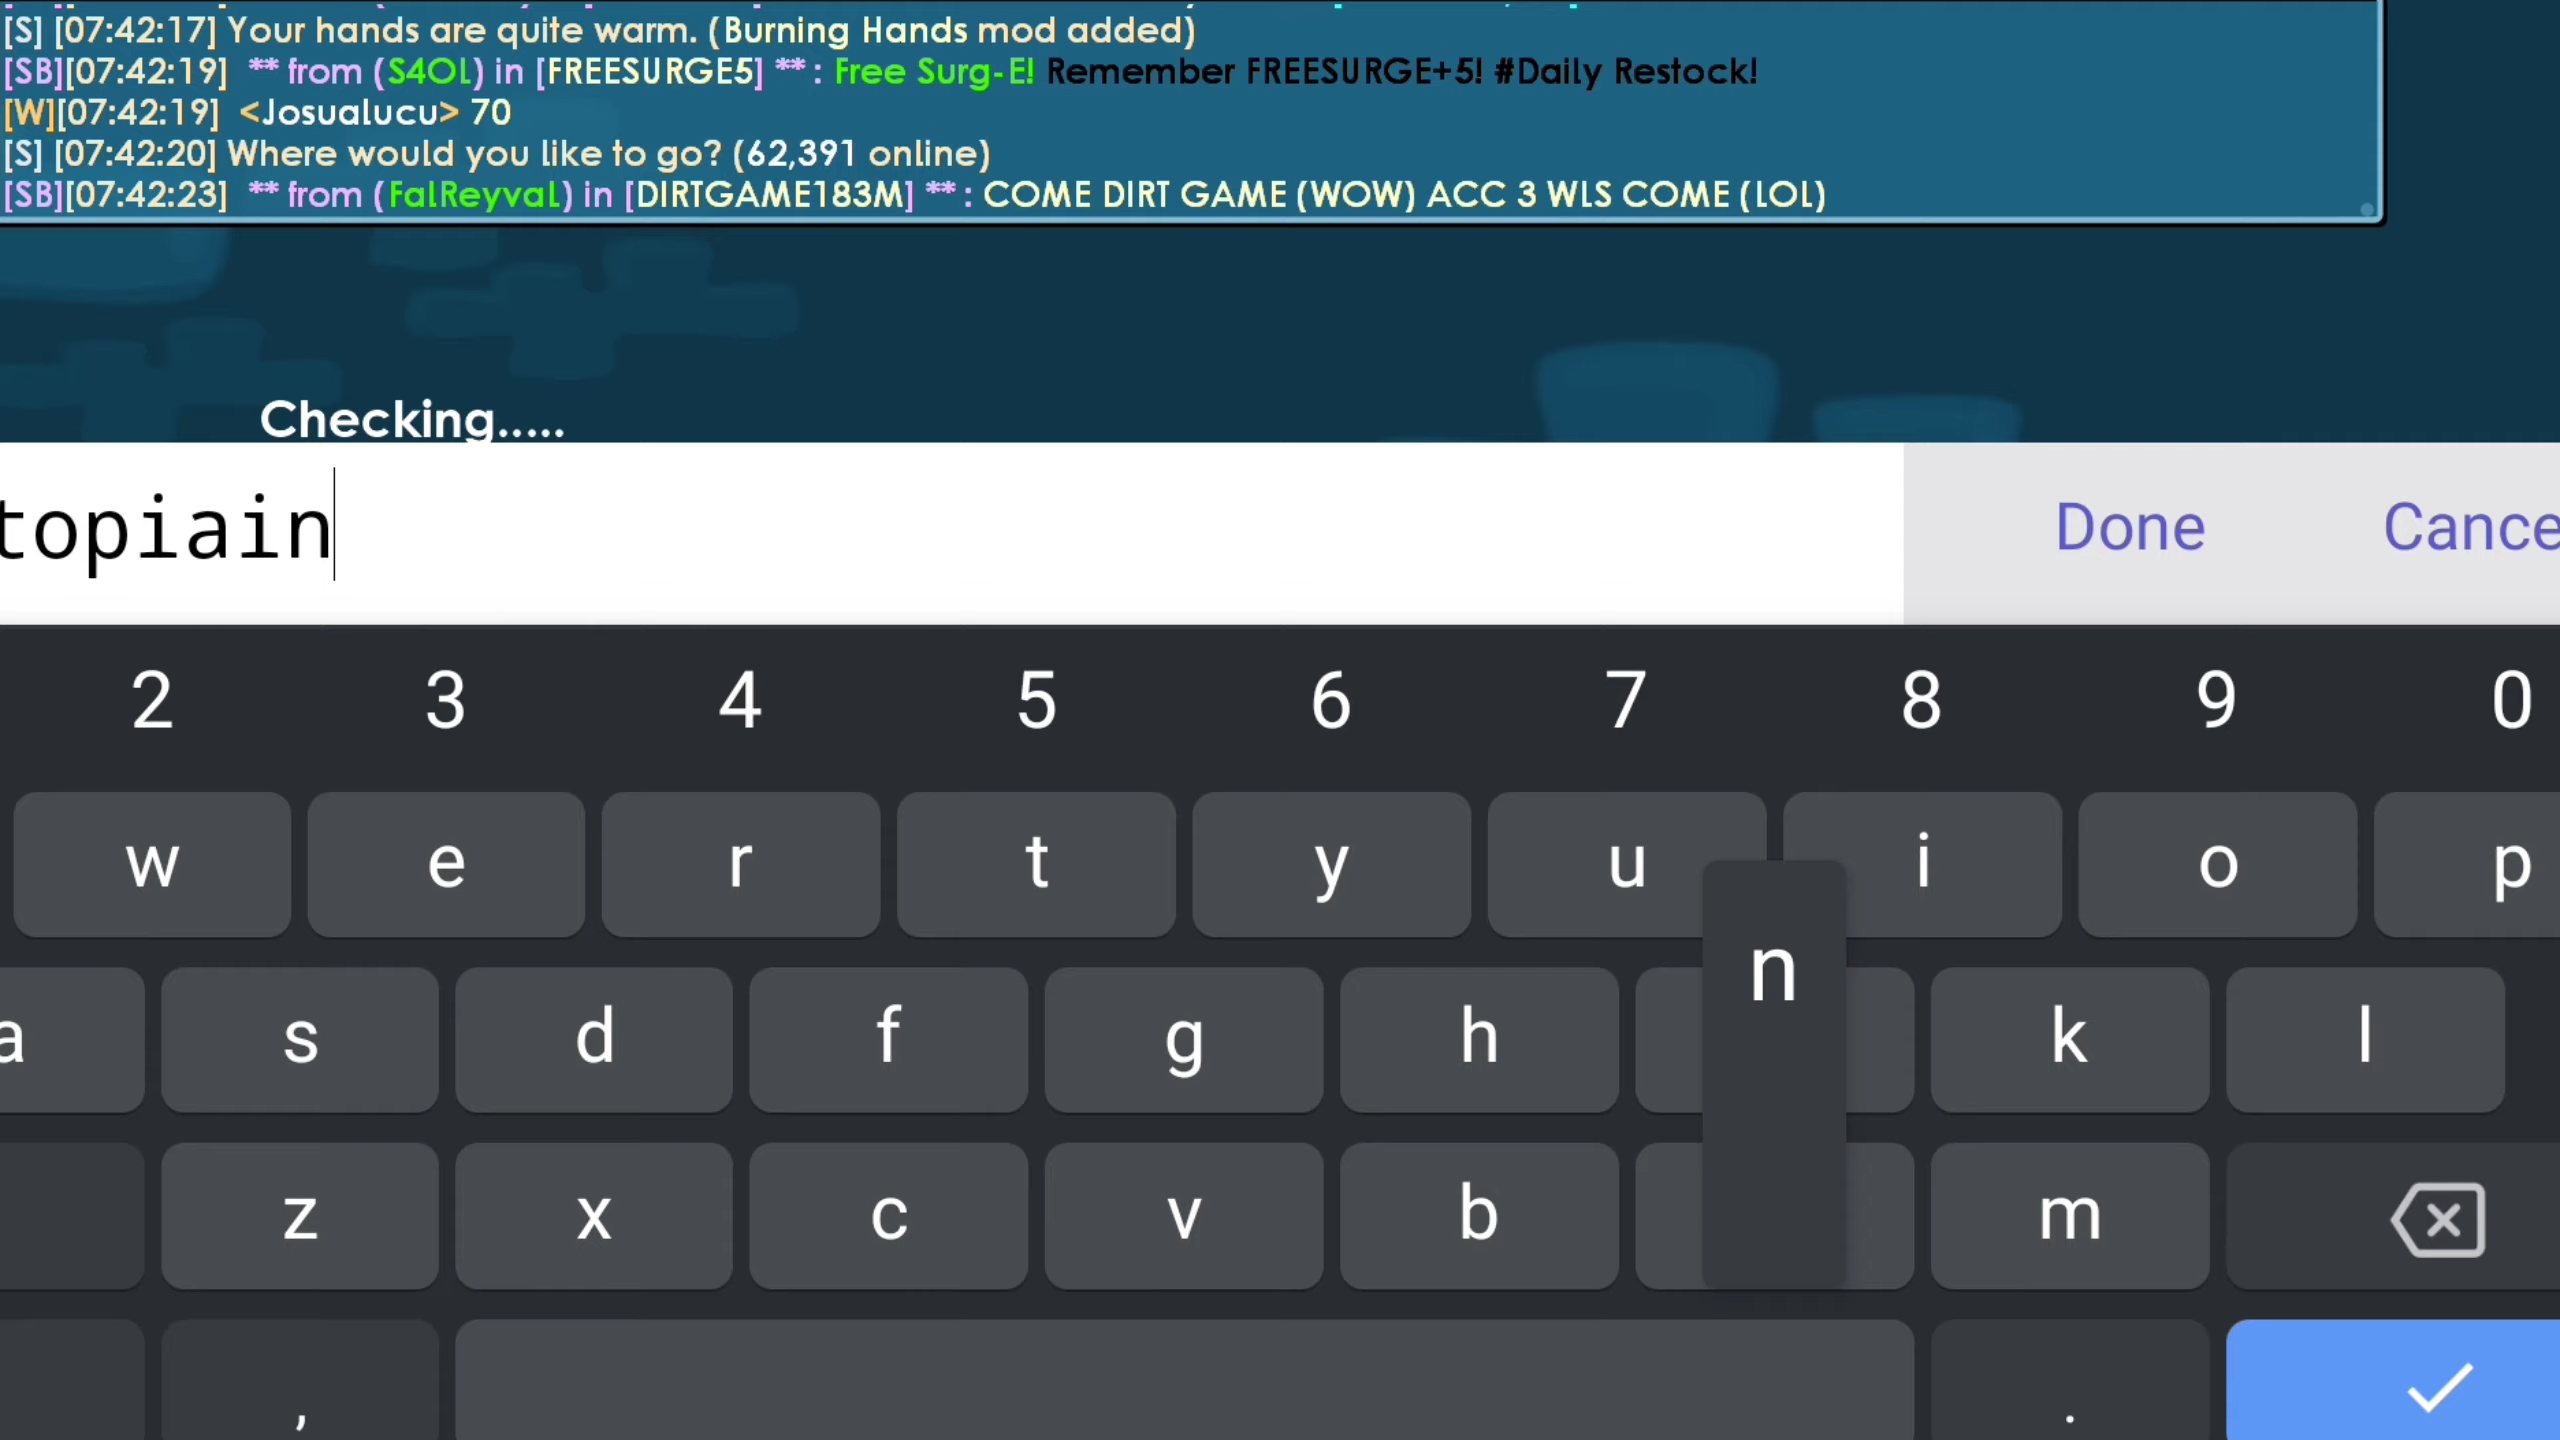 [S] [07:42:17] Your hands are quite warm. (Burning Hands mod added)
[SB][07:42:19] ** from (S4OL) in [FREESURGE5] ** : Free Surg-E! Remember FREESURGE+5! #Daily Restock!
[W][07:42:19] <Josualucu> 70
[S] [07:42:20] Where would you like to go? (62,391 online)
[SB][07:42:23] ** from (FalReyvaL) in [DIRTGAME183M] ** : COME DIRT GAME (WOW) ACC 3 WLS COME (LOL)
Checking.....
topiain Done Cance
2 3 4 5 6 7 8 9 0
w e r t y u i o p
n
a s d f g h k l
z x c v b m
, .